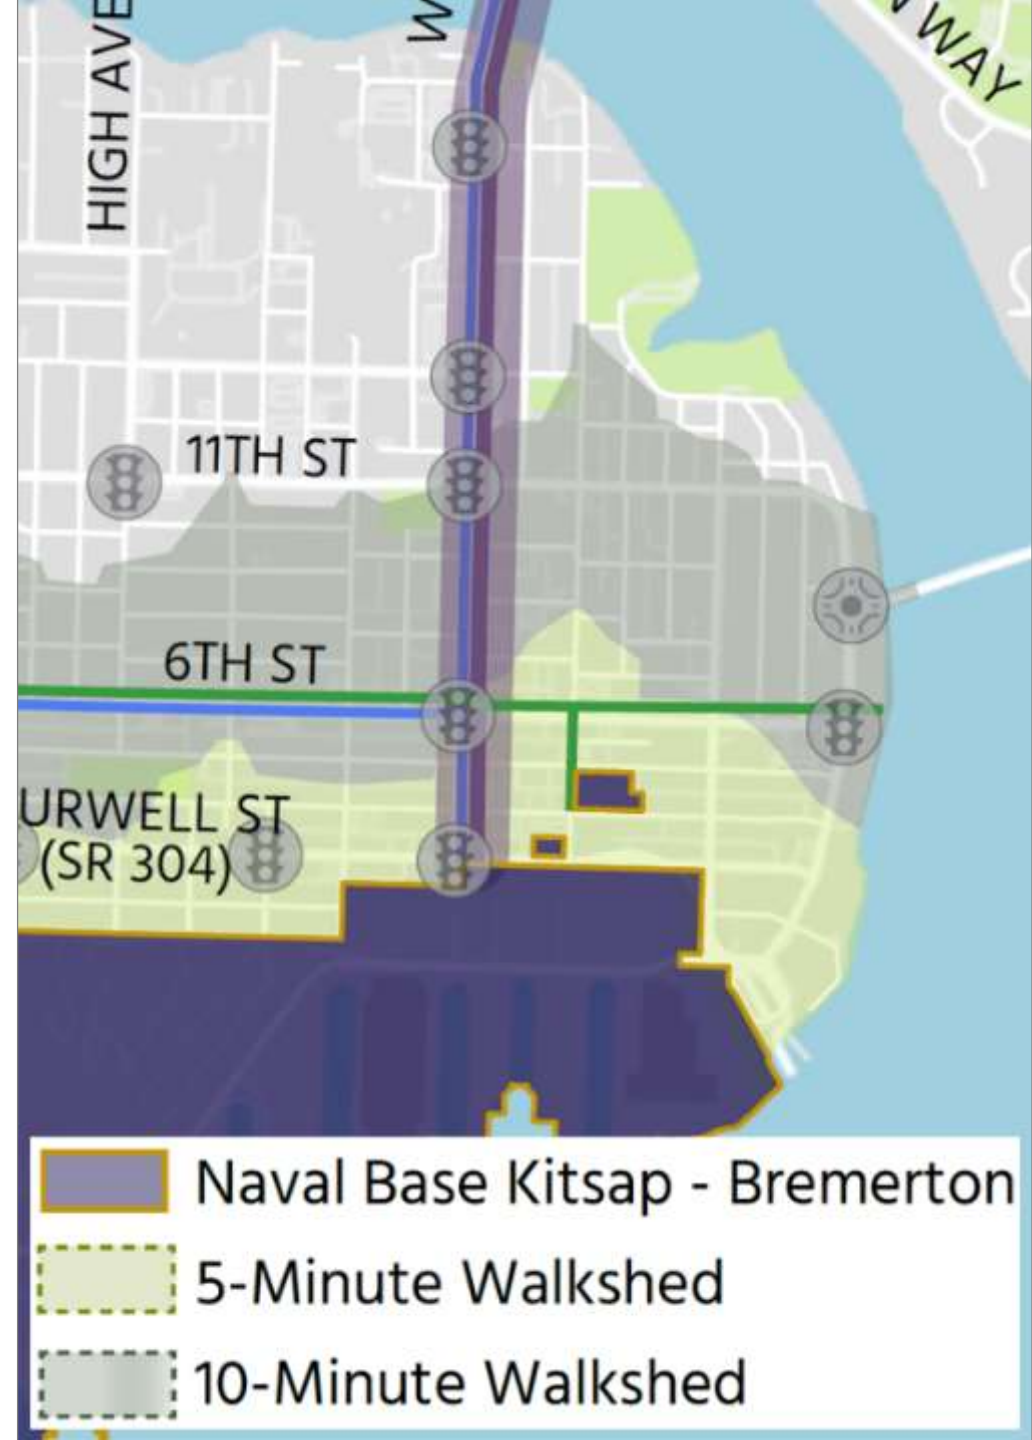 HIGH AVE
W
N WAY
11TH ST
6TH ST
URWELL ST
(SR 304)
Naval Base Kitsap - Bremerton
5-Minute Walkshed
10-Minute Walkshed